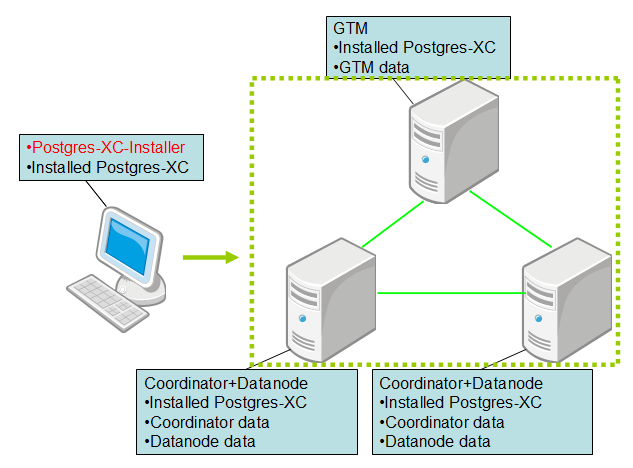 GTM
•Installed Postgres-XC
•GTM data
•Postgres-XC-Installer
•Installed Postgres-XC
Coordinator+Datanode
•Installed Postgres-XC
•Coordinator data
•Datanode data
Coordinator+Datanode
•Installed Postgres-XC
•Coordinator data
•Datanode data